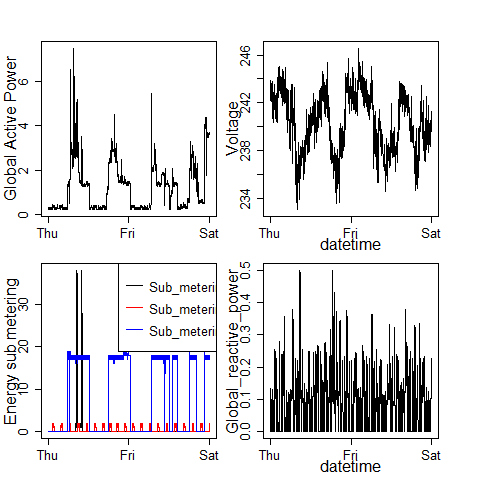 Global Active Power
0 2 4 6
Thu Fri Sat
Voltage
234 238 242 246
Thu Fri Sat
datetime
Energy sub metering
0 10 20 30
Sub_meteri
Sub_meteri
Sub_meteri
Thu Fri Sat
Global_reactive_power
0.0 0.1 0.2 0.3 0.4 0.5
Thu Fri Sat
datetime